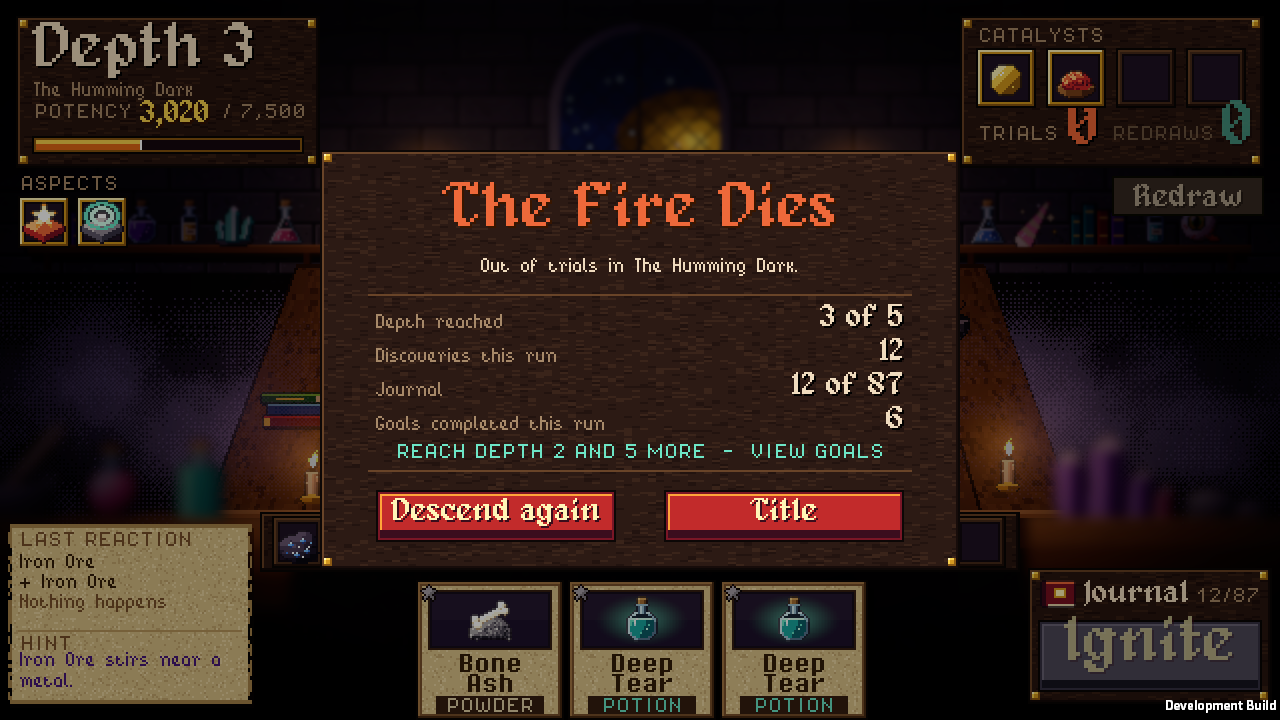 Depth 3
The Humming Dark
POTENCY 3,020 / 7,500
ASPECTS
CATALYSTS
TRIALS 0 REDRAWS 0
Redraw
The Fire Dies
Out of trials in The Humming Dark.
Depth reached 3 of 5
Discoveries this run 12
Journal 12 of 87
Goals completed this run 6
REACH DEPTH 2 AND 5 MORE - VIEW GOALS
Descend again
Title
LAST REACTION
Iron Ore
+ Iron Ore
Nothing happens
HINT
Iron Ore stirs near a
metal.
Bone
Ash
POWDER
Deep
Tear
POTION
Deep
Tear
POTION
Journal 12/87
Ignite
Development Build